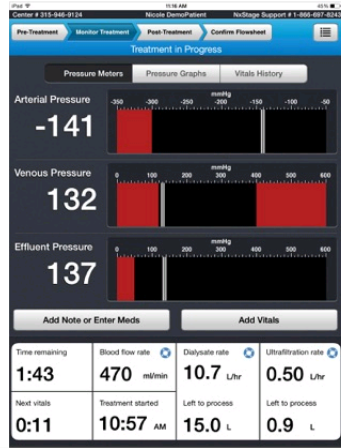 iPad 11:16 AM 45%
Center # 315-946-9124 Nicole DemoPatient NxStage Support # 1-866-697-8243
Pre-Treatment Monitor Treatment Post-Treatment Confirm Flowsheet
Treatment in Progress
Pressure Meters Pressure Graphs Vitals History
Arterial Pressure
-141
mmHg
-350 -300 -250 -200 -150 -100 -50
Venous Pressure
132
mmHg
0 100 200 300 400 500 600
Effluent Pressure
137
mmHg
0 100 200 300 400 500 600
Add Note or Enter Meds Add Vitals
Time remaining Blood flow rate Dialysate rate Ultrafiltration rate
1:43 470 ml/min 10.7 L/hr 0.50 L/hr
Next vitals Treatment started Left to process Left to process
0:11 10:57 AM 15.0 L 0.9 L